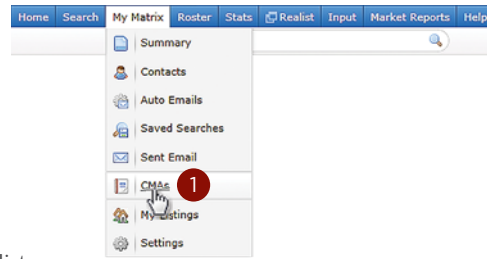 Home Search My Matrix Roster Stats Realist Input Market Reports Help
Summary
Contacts
Auto Emails
Saved Searches
Sent Email
CMAs 1
My Listings
Settings